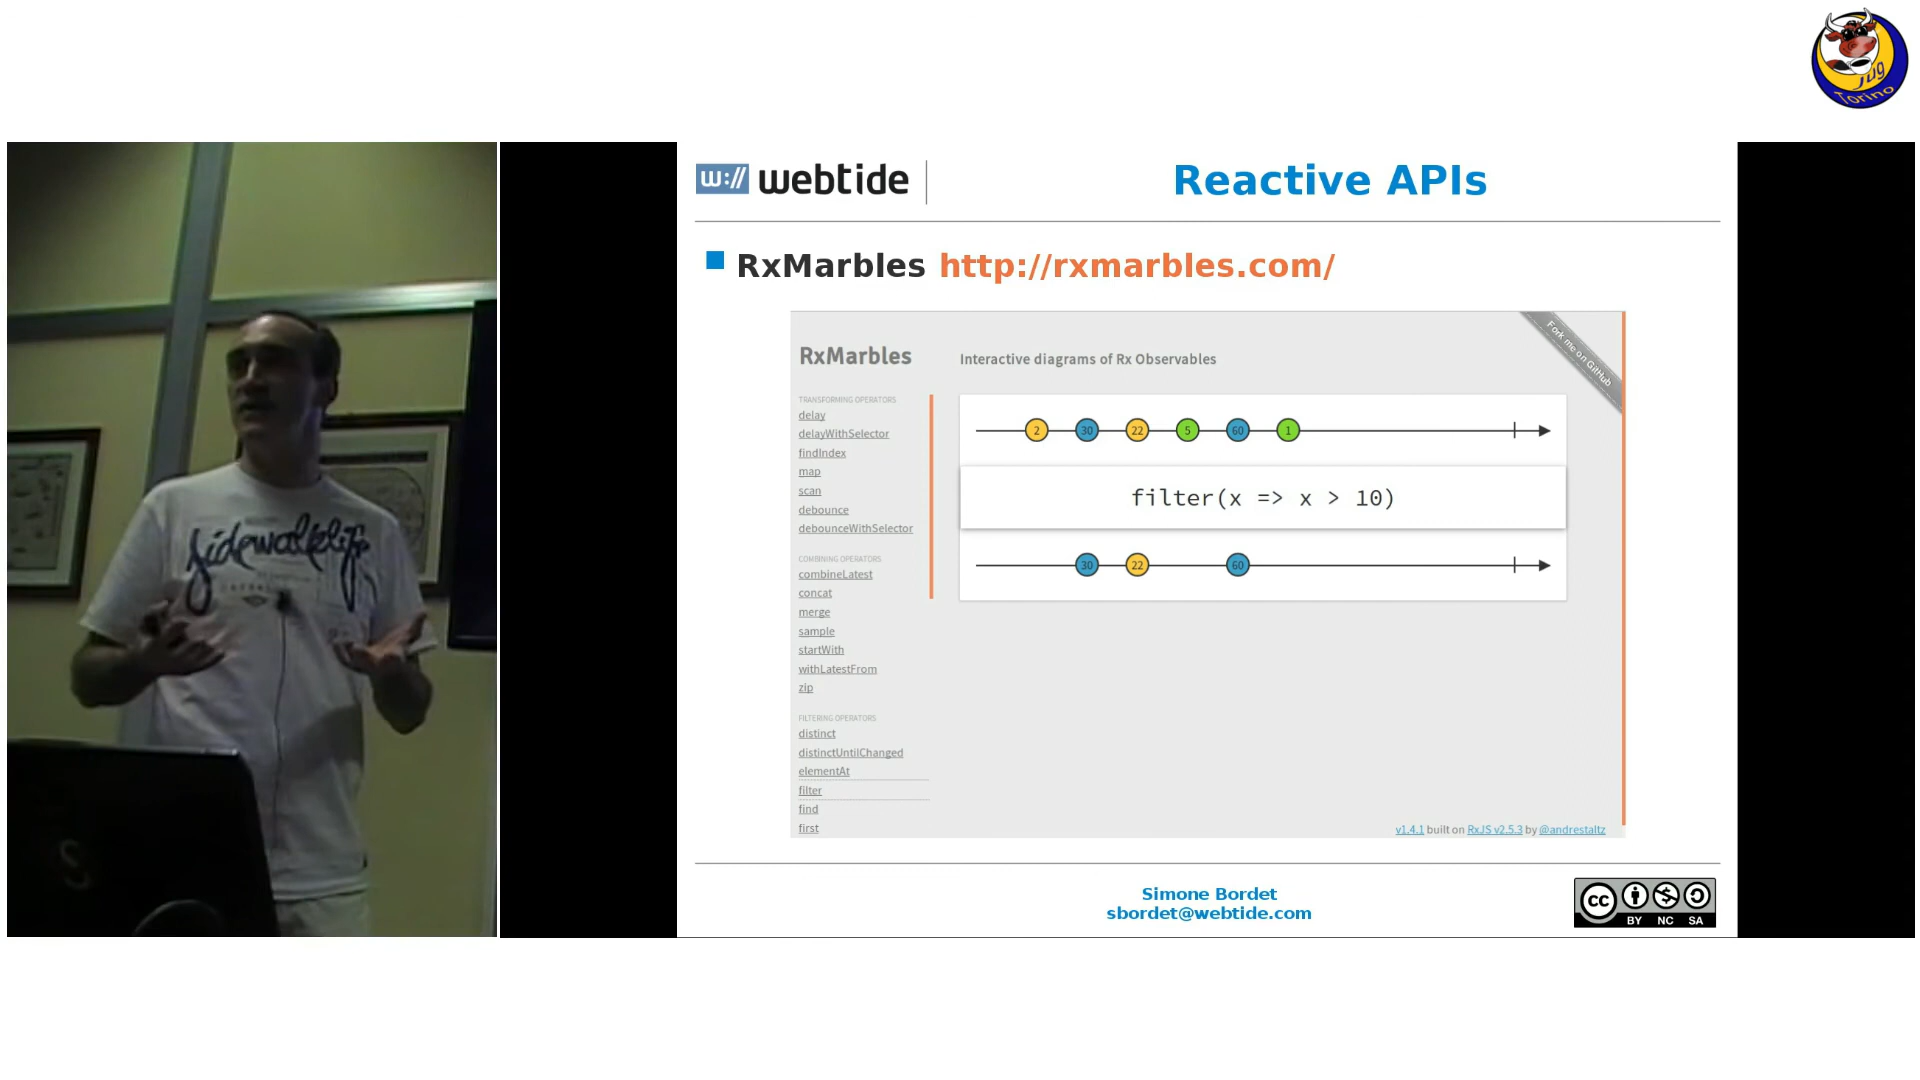 Jug
Torino
w:// webtide
Reactive APIs
RxMarbles http://rxmarbles.com/
RxMarbles
Interactive diagrams of Rx Observables
Fork me on GitHub
TRANSFORMING OPERATORS
delay
delayWithSelector
findIndex
map
scan
debounce
debounceWithSelector
COMBINING OPERATORS
combineLatest
concat
merge
sample
startWith
withLatestFrom
zip
FILTERING OPERATORS
distinct
distinctUntilChanged
elementAt
filter
find
first
2 30 22 5 60 1
filter(x => x > 10)
30 22 60
v1.4.1 built on RxJS v2.5.3 by @andrestaltz
sidewalklife
Simone Bordet
sbordet@webtide.com
cc
BY NC SA